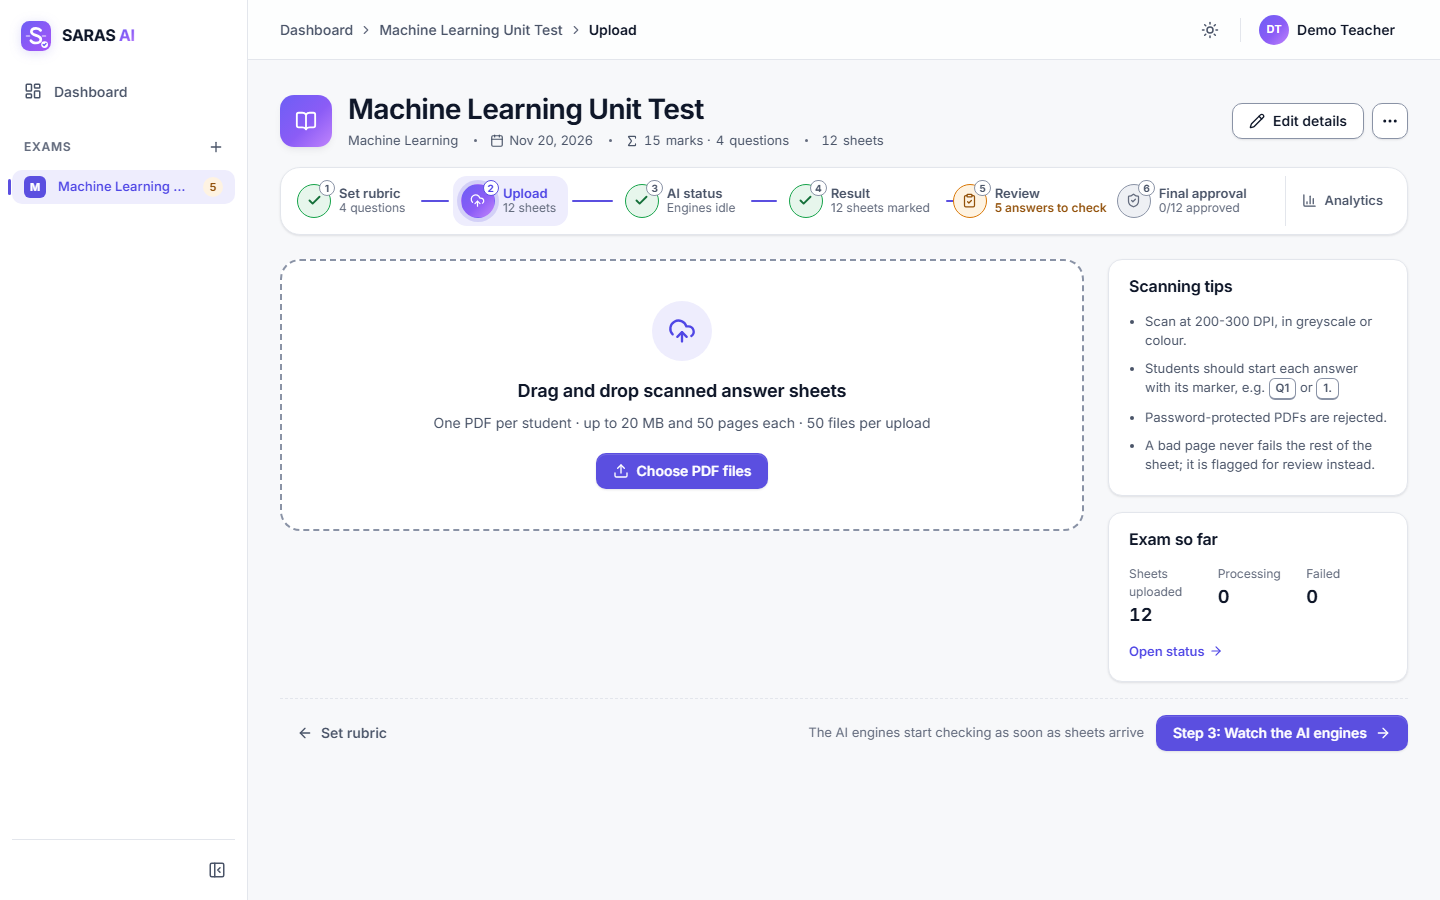 SARAS AI
Dashboard
EXAMS
M Machine Learning ... 5
Dashboard > Machine Learning Unit Test > Upload
DT Demo Teacher
Machine Learning Unit Test
Machine Learning • Nov 20, 2026 • 15 marks · 4 questions • 12 sheets
Edit details
1 Set rubric
4 questions
2 Upload
12 sheets
3 AI status
Engines idle
4 Result
12 sheets marked
5 Review
5 answers to check
6 Final approval
0/12 approved
Analytics
Drag and drop scanned answer sheets
One PDF per student · up to 20 MB and 50 pages each · 50 files per upload
Choose PDF files
Scanning tips
• Scan at 200-300 DPI, in greyscale or
colour.
• Students should start each answer
with its marker, e.g. Q1 or 1.
• Password-protected PDFs are rejected.
• A bad page never fails the rest of the
sheet; it is flagged for review instead.
Exam so far
Sheets
uploaded
12
Processing
0
Failed
0
Open status →
← Set rubric
The AI engines start checking as soon as sheets arrive
Step 3: Watch the AI engines →